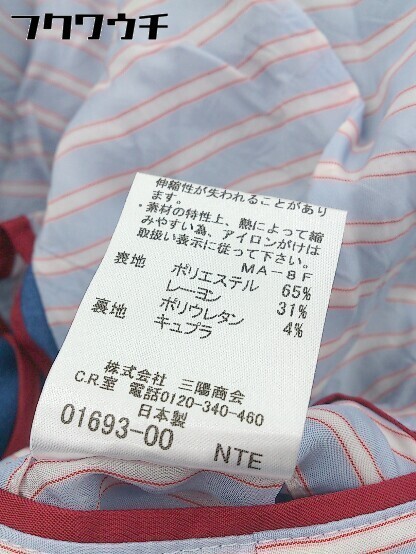 フクワウチ
伸縮性が失われることがあり
ます。
・素材の特性上、熱によって縮
みやすい為、アイロンがけは
取扱い表示に従って下さい。
MA-8F
表地 ポリエステル 65%
レーヨン 31%
ポリウレタン 4%
裏地 キュプラ
株式会社 三陽商会
C.R.室 電話0120-340-460
日本製
01693-00 NTE